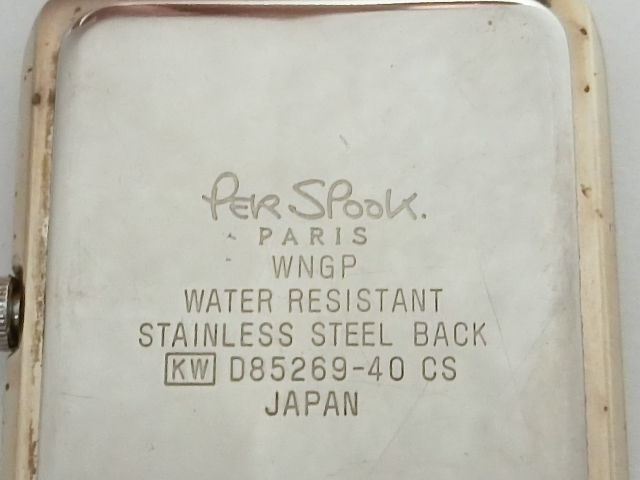 PER SPOOK.
PARIS
WNGP
WATER RESISTANT
STAINLESS STEEL BACK
KW D85269-40 CS
JAPAN